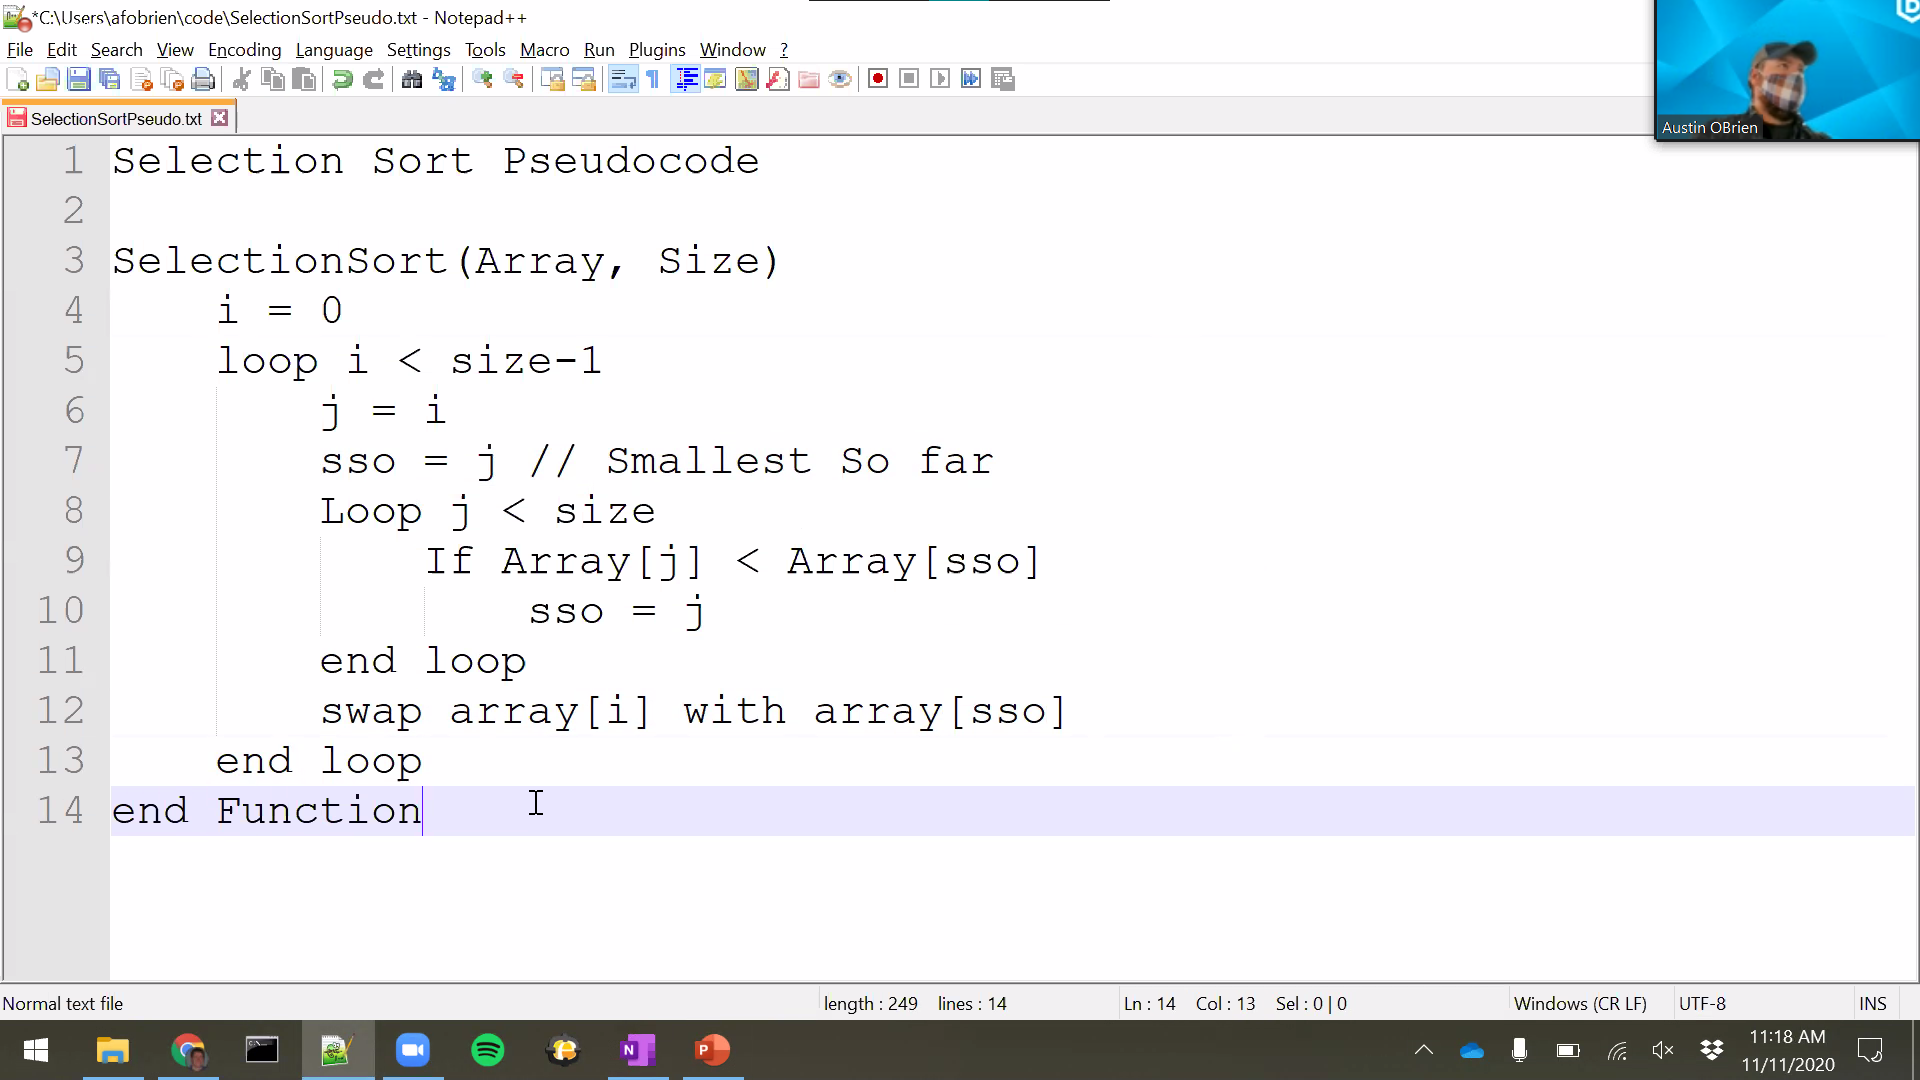 *C:\Users\afobrien\code\SelectionSortPseudo.txt - Notepad++
File Edit Search View Encoding Language Settings Tools Macro Run Plugins Window ?
SelectionSortPseudo.txt
Austin OBrien
1 Selection Sort Pseudocode
2
3 SelectionSort(Array, Size)
4 i = 0
5 loop i < size-1
6 j = i
7 sso = j // Smallest So far
8 Loop j < size
9 If Array[j] < Array[sso]
10 sso = j
11 end loop
12 swap array[i] with array[sso]
13 end loop
14 end Function
Normal text file length : 249 lines : 14 Ln : 14 Col : 13 Sel : 0 | 0 Windows (CR LF) UTF-8 INS
11:18 AM
11/11/2020